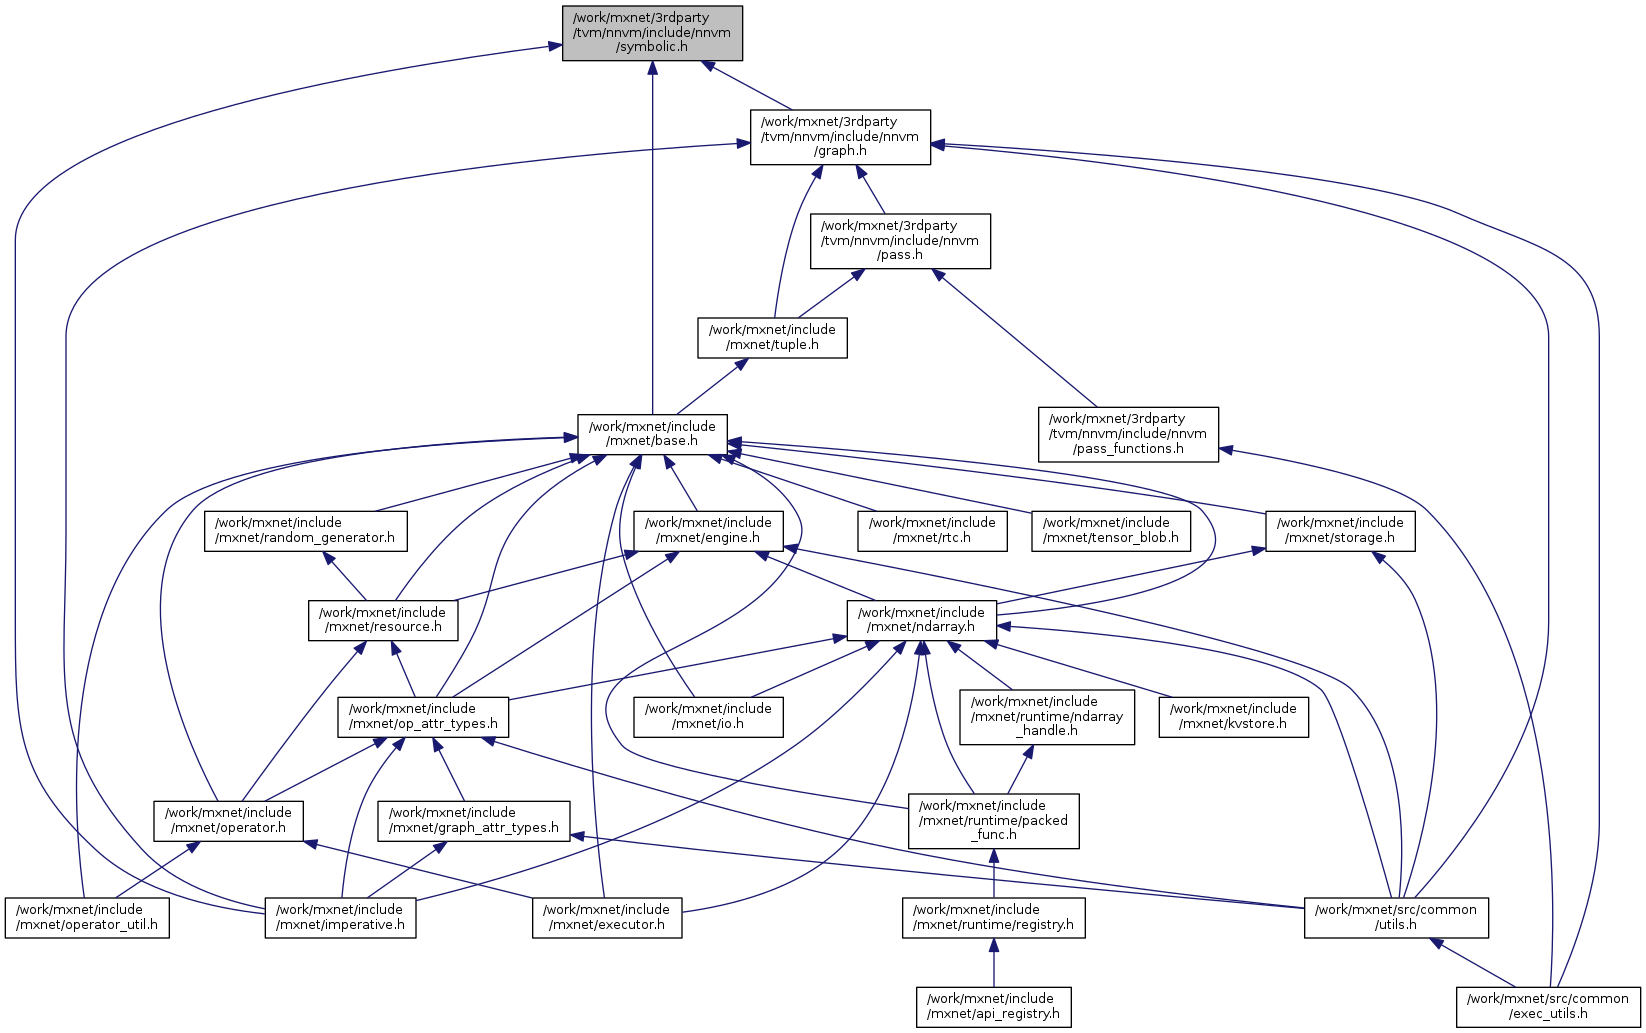 /work/mxnet/3rdparty
/tvm/nnvm/include/nnvm
/symbolic.h
/work/mxnet/3rdparty
/tvm/nnvm/include/nnvm
/graph.h
/work/mxnet/3rdparty
/tvm/nnvm/include/nnvm
/pass.h
/work/mxnet/include
/mxnet/tuple.h
/work/mxnet/include
/mxnet/base.h
/work/mxnet/3rdparty
/tvm/nnvm/include/nnvm
/pass_functions.h
/work/mxnet/include
/mxnet/random_generator.h
/work/mxnet/include
/mxnet/engine.h
/work/mxnet/include
/mxnet/rtc.h
/work/mxnet/include
/mxnet/tensor_blob.h
/work/mxnet/include
/mxnet/storage.h
/work/mxnet/include
/mxnet/resource.h
/work/mxnet/include
/mxnet/ndarray.h
/work/mxnet/include
/mxnet/op_attr_types.h
/work/mxnet/include
/mxnet/io.h
/work/mxnet/include
/mxnet/runtime/ndarray
_handle.h
/work/mxnet/include
/mxnet/kvstore.h
/work/mxnet/include
/mxnet/operator.h
/work/mxnet/include
/mxnet/graph_attr_types.h
/work/mxnet/include
/mxnet/runtime/packed
_func.h
/work/mxnet/include
/mxnet/operator_util.h
/work/mxnet/include
/mxnet/imperative.h
/work/mxnet/include
/mxnet/executor.h
/work/mxnet/include
/mxnet/runtime/registry.h
/work/mxnet/src/common
/utils.h
/work/mxnet/include
/mxnet/api_registry.h
/work/mxnet/src/common
/exec_utils.h